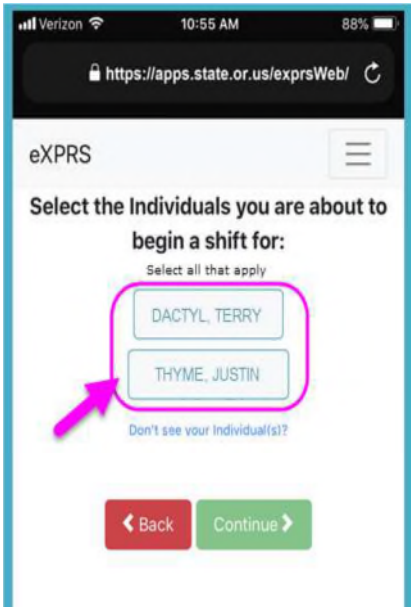 Verizon 10:55 AM 88%
https://apps.state.or.us/exprsWeb/
eXPRS
Select the Individuals you are about to
begin a shift for:
Select all that apply
DACTYL, TERRY
THYME, JUSTIN
Don't see your Individual(s)?
Back Continue